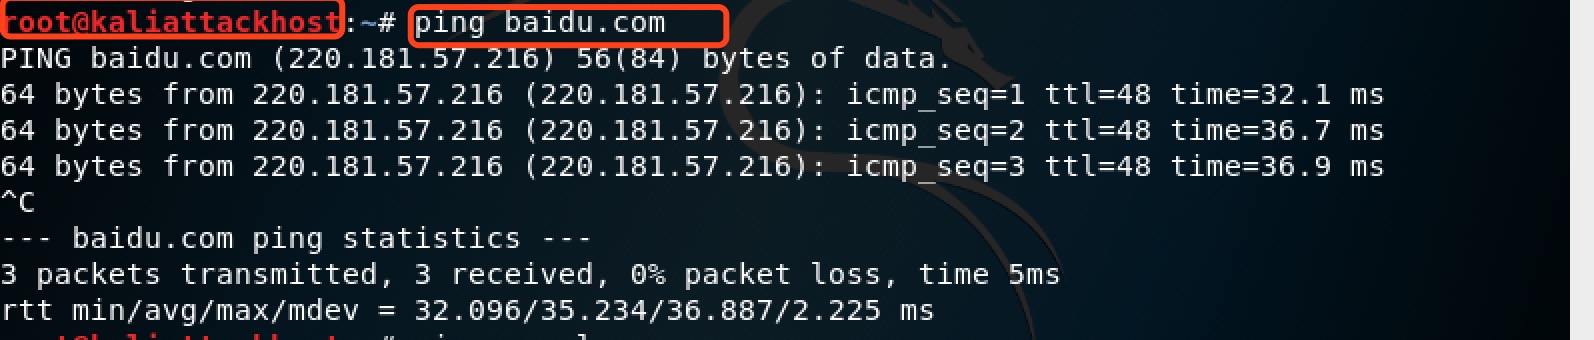 root@kaliattackhost:~# ping baidu.com
PING baidu.com (220.181.57.216) 56(84) bytes of data.
64 bytes from 220.181.57.216 (220.181.57.216): icmp_seq=1 ttl=48 time=32.1 ms
64 bytes from 220.181.57.216 (220.181.57.216): icmp_seq=2 ttl=48 time=36.7 ms
64 bytes from 220.181.57.216 (220.181.57.216): icmp_seq=3 ttl=48 time=36.9 ms
^C
--- baidu.com ping statistics ---
3 packets transmitted, 3 received, 0% packet loss, time 5ms
rtt min/avg/max/mdev = 32.096/35.234/36.887/2.225 ms